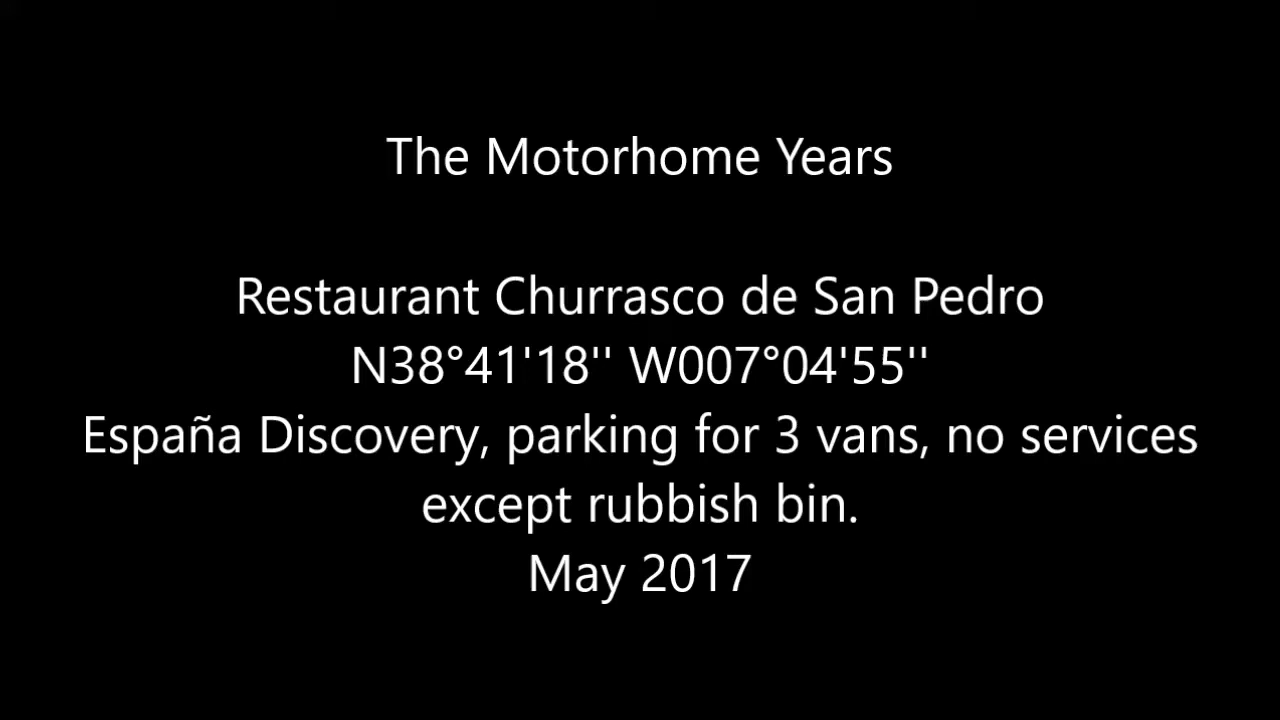 The Motorhome Years
Restaurant Churrasco de San Pedro
N38°41'18'' W007°04'55''
España Discovery, parking for 3 vans, no services
except rubbish bin.
May 2017